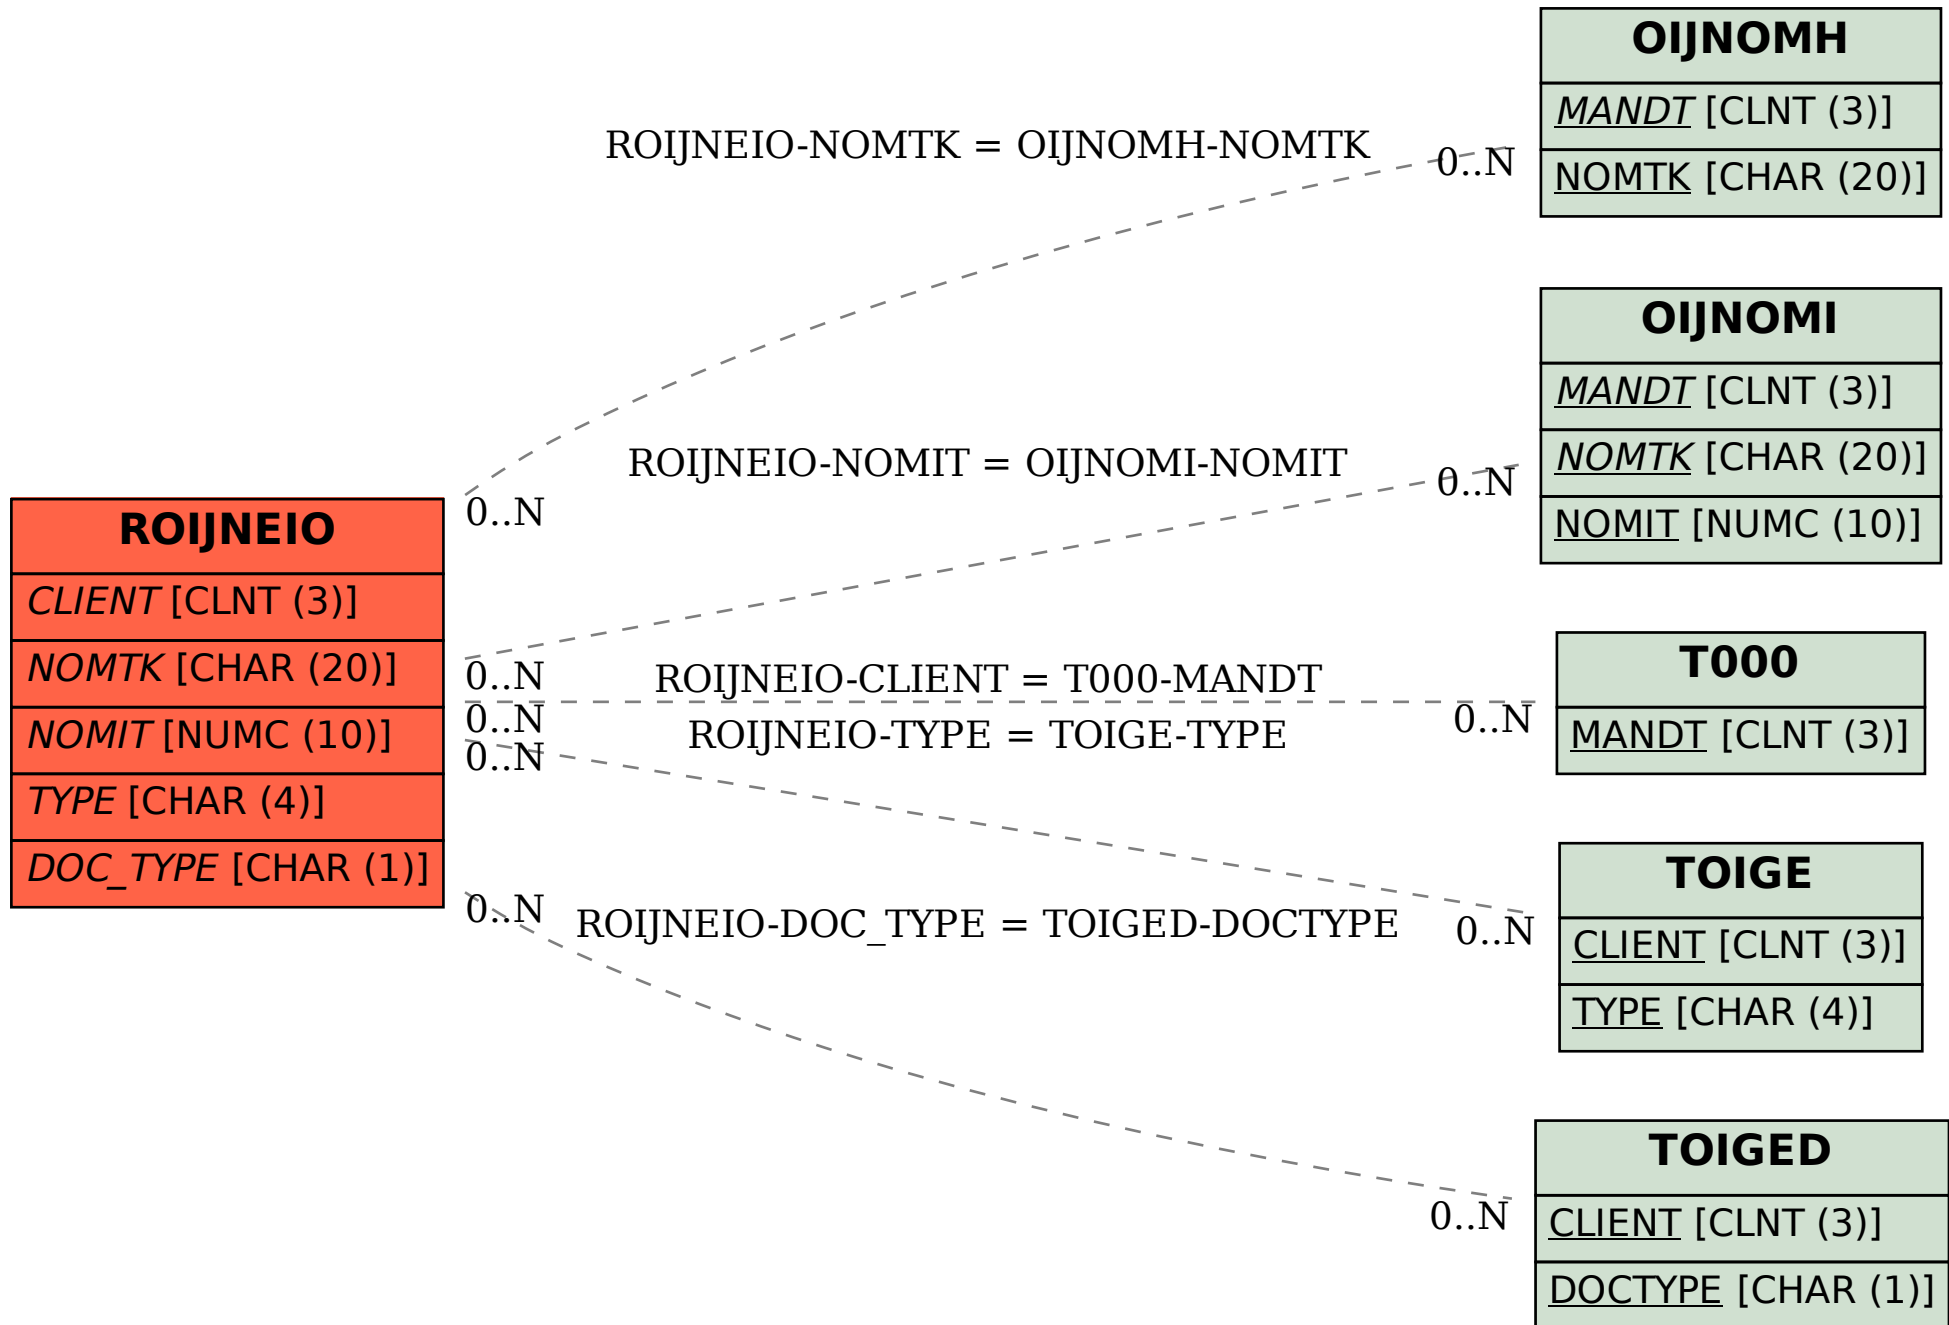 ROIJNEIO
CLIENT [CLNT (3)]
NOMTK [CHAR (20)]
NOMIT [NUMC (10)]
TYPE [CHAR (4)]
DOC_TYPE [CHAR (1)]
ROIJNEIO-NOMTK = OIJNOMH-NOMTK
0..N
0..N
ROIJNEIO-NOMIT = OIJNOMI-NOMIT
0..N
0..N
ROIJNEIO-CLIENT = T000-MANDT
0..N
0..N
ROIJNEIO-TYPE = TOIGE-TYPE
0..N
0..N
ROIJNEIO-DOC_TYPE = TOIGED-DOCTYPE
0..N
0..N
OIJNOMH
MANDT [CLNT (3)]
NOMTK [CHAR (20)]
OIJNOMI
MANDT [CLNT (3)]
NOMTK [CHAR (20)]
NOMIT [NUMC (10)]
T000
MANDT [CLNT (3)]
TOIGE
CLIENT [CLNT (3)]
TYPE [CHAR (4)]
TOIGED
CLIENT [CLNT (3)]
DOCTYPE [CHAR (1)]